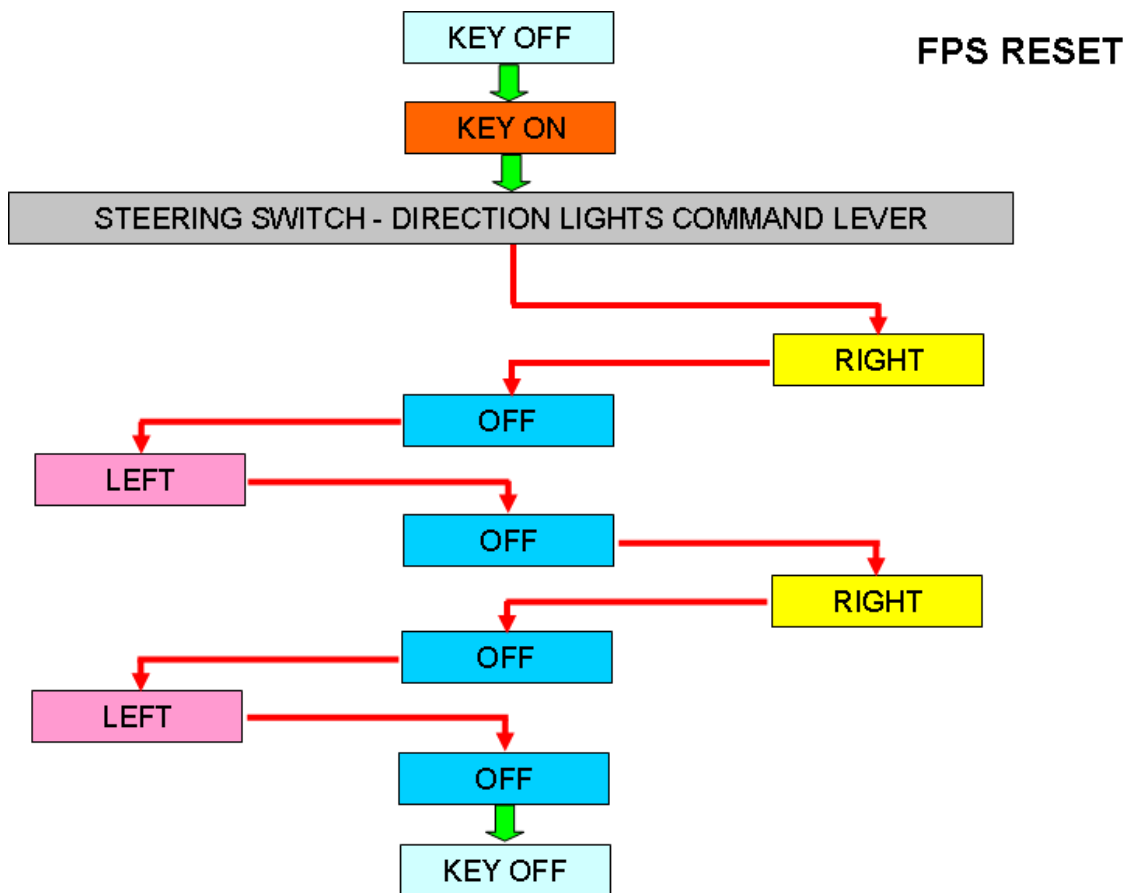 KEY OFF
FPS RESET
KEY ON
STEERING SWITCH - DIRECTION LIGHTS COMMAND LEVER
RIGHT
OFF
LEFT
OFF
RIGHT
OFF
LEFT
OFF
KEY OFF